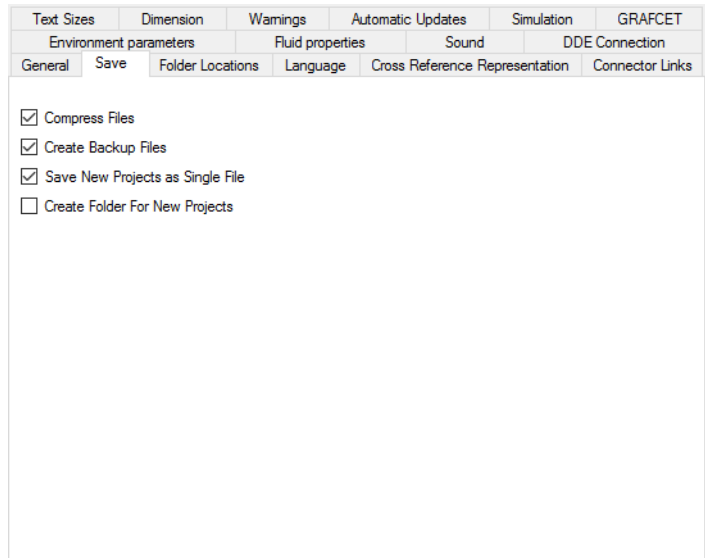 Text Sizes Dimension Warnings Automatic Updates Simulation GRAFCET
Environment parameters Fluid properties Sound DDE Connection
General Save Folder Locations Language Cross Reference Representation Connector Links
Compress Files
Create Backup Files
Save New Projects as Single File
Create Folder For New Projects